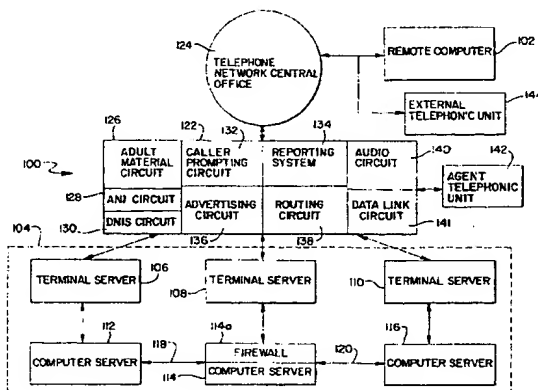 124
TELEPHONE
NETWORK CENTRAL
OFFICE
REMOTE COMPUTER
102
EXTERNAL
TELEPHON'C UNIT
144
126
122
132
134
100
ADULT
MATERIAL
CIRCUIT
CALLER
PROMPTING
CIRCUIT
REPORTING
SYSTEM
AUDIO
CIRCUIT
140
142
128
ANI CIRCUIT
DNIS CIRCUIT
130
ADVERTISING
CIRCUIT
136
ROUTING
CIRCUIT
138
DATA LINK
CIRCUIT
141
AGENT
TELEPHONIC
UNIT
104
TERMINAL SERVER
106
TERMINAL SERVER
108
TERMINAL SERVER
110
112
COMPUTER SERVER
118
114a
FIREWALL
COMPUTER SERVER
114
120
116
COMPUTER SERVER